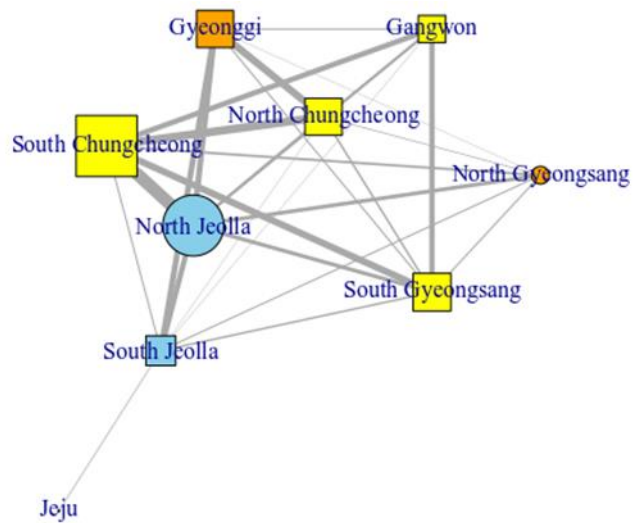 Gyeonggi
Gangwon
North Chungcheong
South Chungcheong
North Gyeongsang
North Jeolla
South Gyeongsang
South Jeolla
Jeju